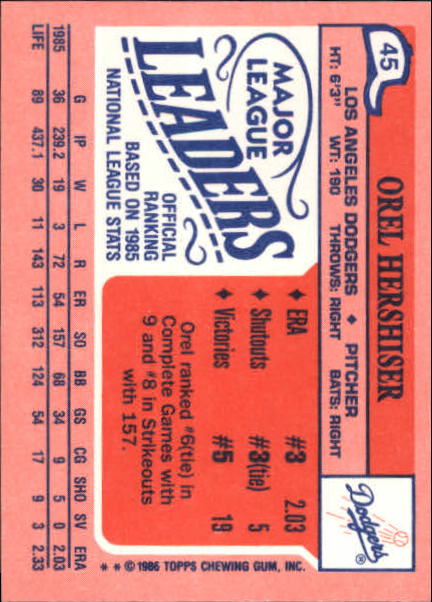 45
OREL HERSHISER
LOS ANGELES DODGERS ♦ PITCHER
HT: 6'3" WT: 190 THROWS: RIGHT BATS: RIGHT
Dodgers ®
MAJOR
LEAGUE
LEADERS
OFFICIAL
RANKING
BASED ON 1985
NATIONAL LEAGUE STATS
♦ ERA #3 2.03
♦ Shutouts #3(tie) 5
♦ Victories #5 19
Orel ranked #6(tie) in
Complete Games with
9 and #8 in Strikeouts
with 157.
G IP W L R ER SO BB GS CG SHO SV ERA
1985 36 239.2 19 3 72 54 157 68 34 9 5 0 2.03
LIFE 89 437.1 30 11 143 113 312 124 54 17 9 3 2.33
* * © 1986 TOPPS CHEWING GUM, INC.